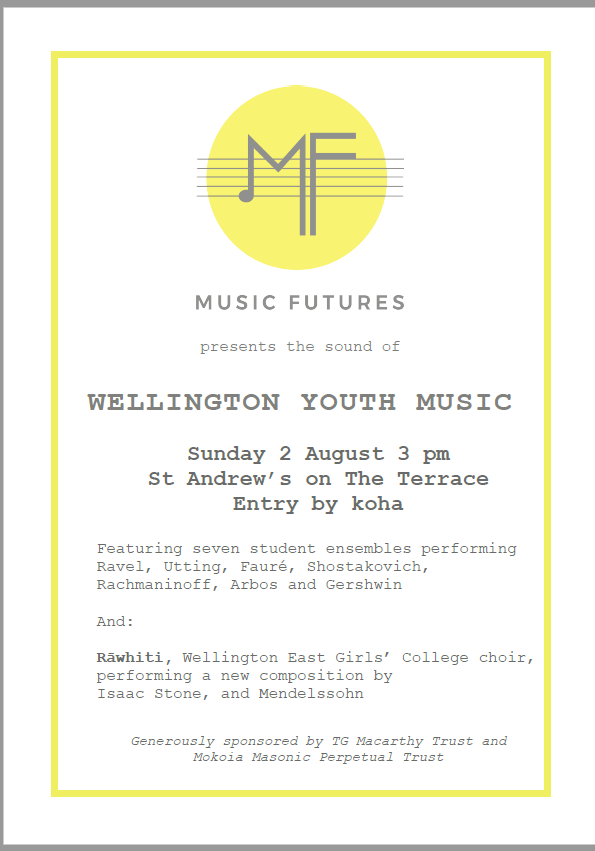 MF
MUSIC FUTURES
presents the sound of
WELLINGTON YOUTH MUSIC
Sunday 2 August 3 pm
St Andrew’s on The Terrace
Entry by koha
Featuring seven student ensembles performing
Ravel, Utting, Fauré, Shostakovich,
Rachmaninoff, Arbos and Gershwin
And:
Rāwhiti, Wellington East Girls’ College choir,
performing a new composition by
Isaac Stone, and Mendelssohn
Generously sponsored by TG Macarthy Trust and
Mokoia Masonic Perpetual Trust